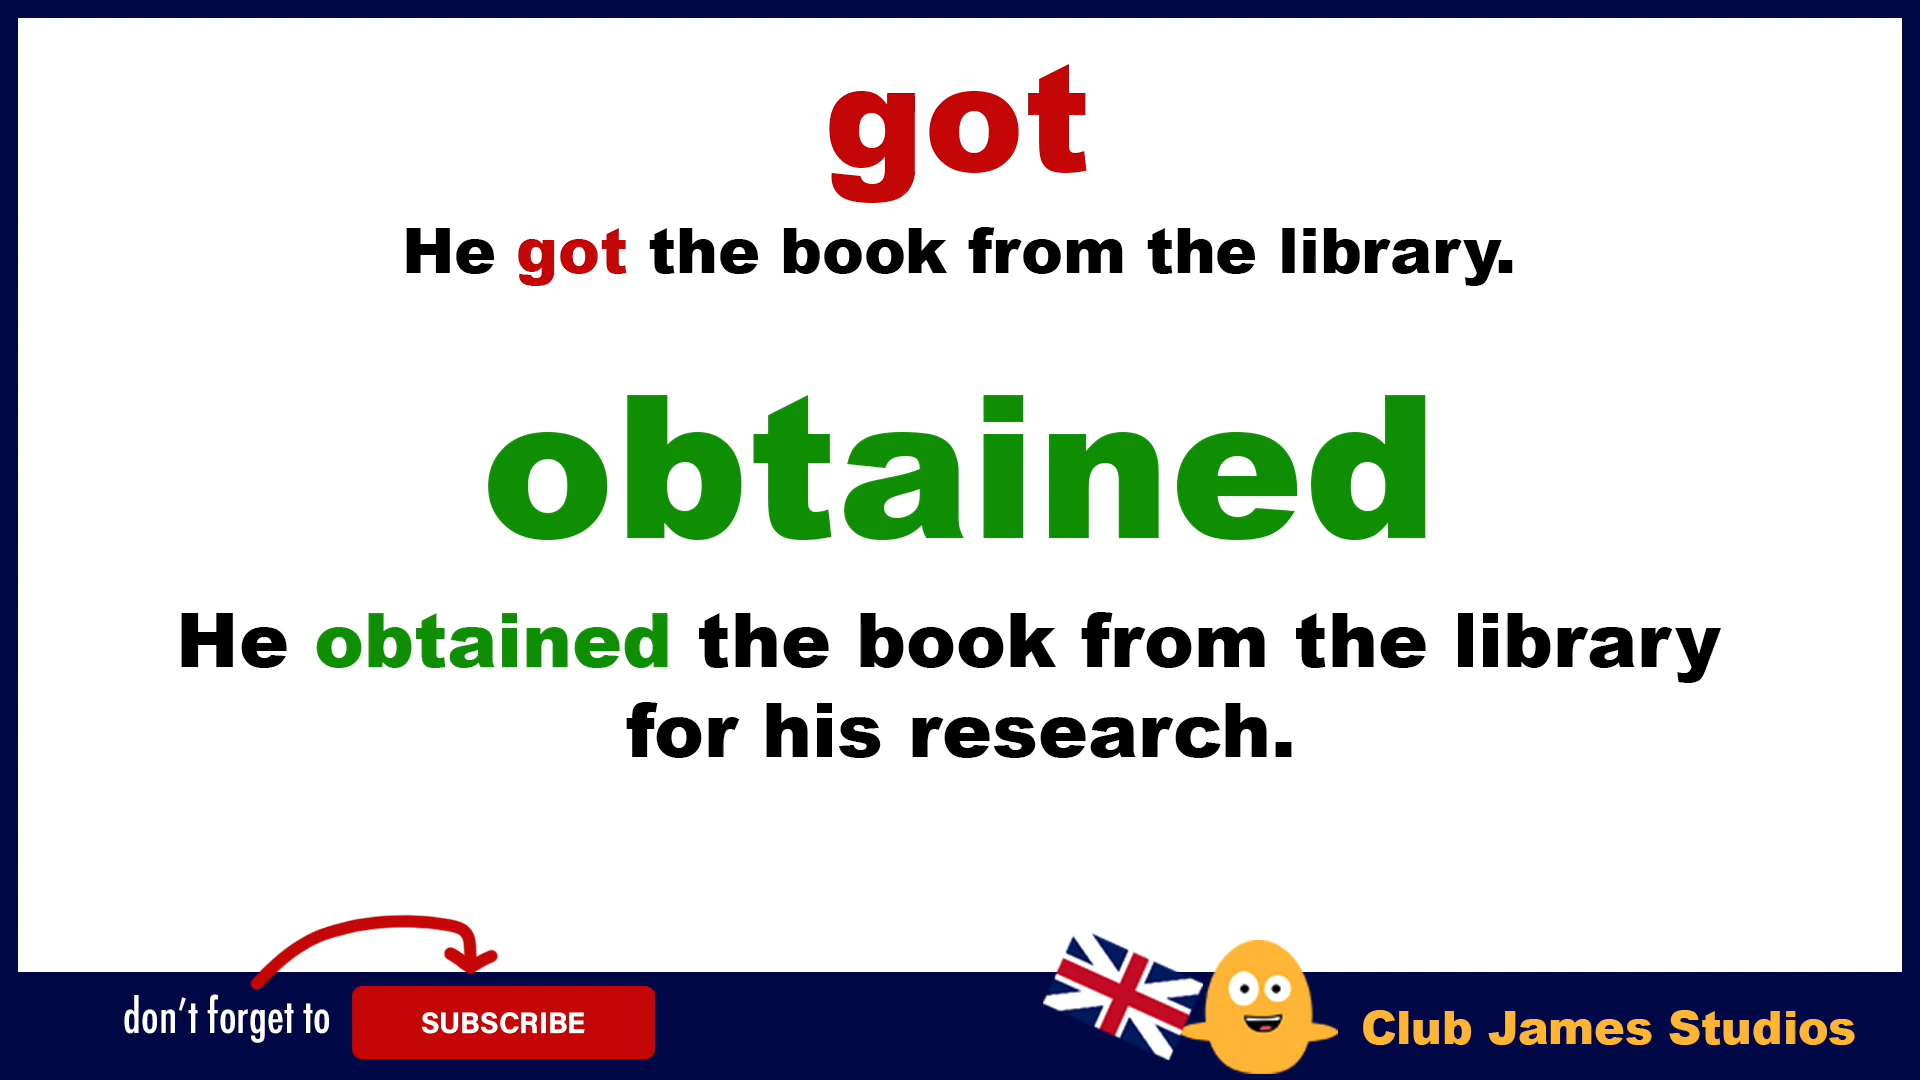 got
He got the book from the library.
obtained
He obtained the book from the library
for his research.
don't forget to
SUBSCRIBE
Club James Studios